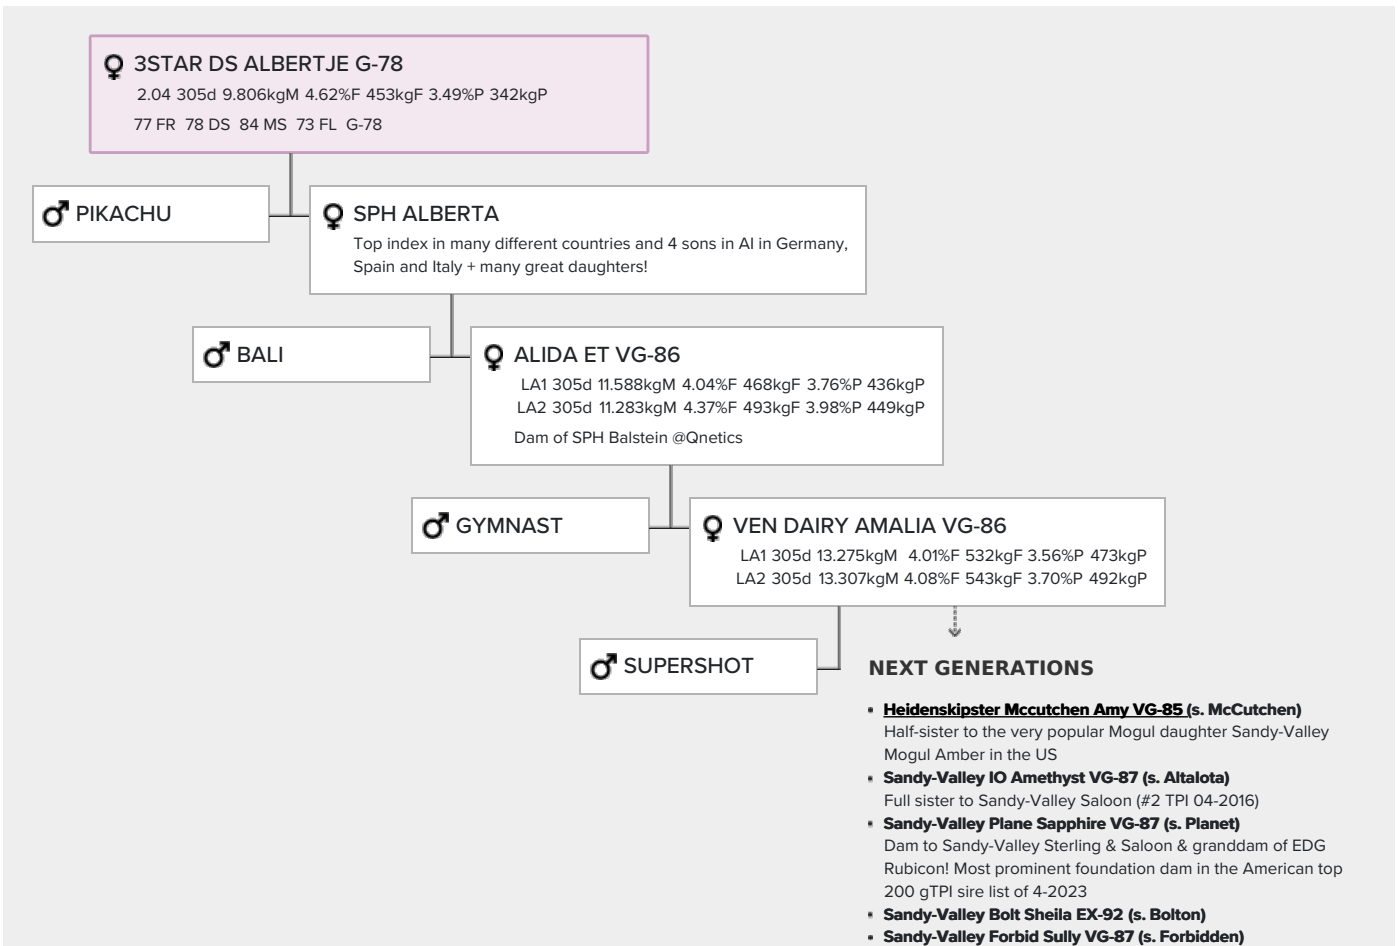 3STAR DS ALBERTJE G-78
2.04 305d 9.806kgM 4.62%F 453kgF 3.49%P 342kgP
77 FR 78 DS 84 MS 73 FL G-78
PIKACHU
SPH ALBERTA
Top index in many different countries and 4 sons in AI in Germany,
Spain and Italy + many great daughters!
BALI
ALIDA ET VG-86
LA1 305d 11.588kgM 4.04%F 468kgF 3.76%P 436kgP
LA2 305d 11.283kgM 4.37%F 493kgF 3.98%P 449kgP
Dam of SPH Balstein @Qnetics
GYMNAST
VEN DAIRY AMALIA VG-86
LA1 305d 13.275kgM 4.01%F 532kgF 3.56%P 473kgP
LA2 305d 13.307kgM 4.08%F 543kgF 3.70%P 492kgP
SUPERSHOT
NEXT GENERATIONS
• Heidenskipster Mccutchen Amy VG-85 (s. McCutchen)
Half-sister to the very popular Mogul daughter Sandy-Valley
Mogul Amber in the US
• Sandy-Valley IO Amethyst VG-87 (s. AltaIota)
Full sister to Sandy-Valley Saloon (#2 TPI 04-2016)
• Sandy-Valley Plane Sapphire VG-87 (s. Planet)
Dam to Sandy-Valley Sterling & Saloon & granddam of EDG
Rubicon! Most prominent foundation dam in the American top
200 gTPI sire list of 4-2023
• Sandy-Valley Bolt Sheila EX-92 (s. Bolton)
• Sandy-Valley Forbid Sully VG-87 (s. Forbidden)